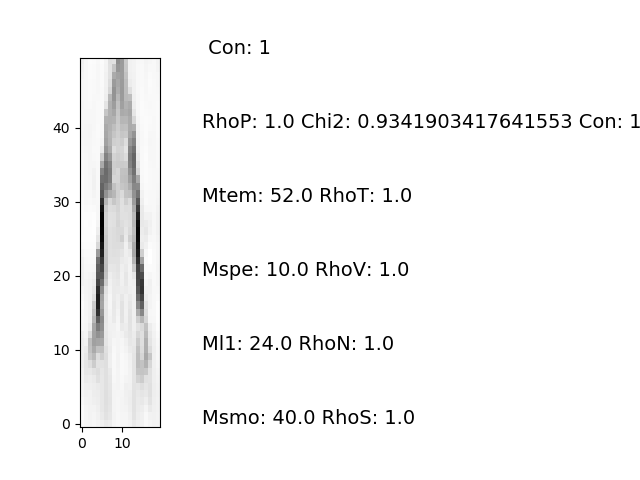 Con: 1
RhoP: 1.0 Chi2: 0.9341903417641553 Con: 1
Mtem: 52.0 RhoT: 1.0
Mspe: 10.0 RhoV: 1.0
Ml1: 24.0 RhoN: 1.0
Msmo: 40.0 RhoS: 1.0
40
30
20
10
0
0 10